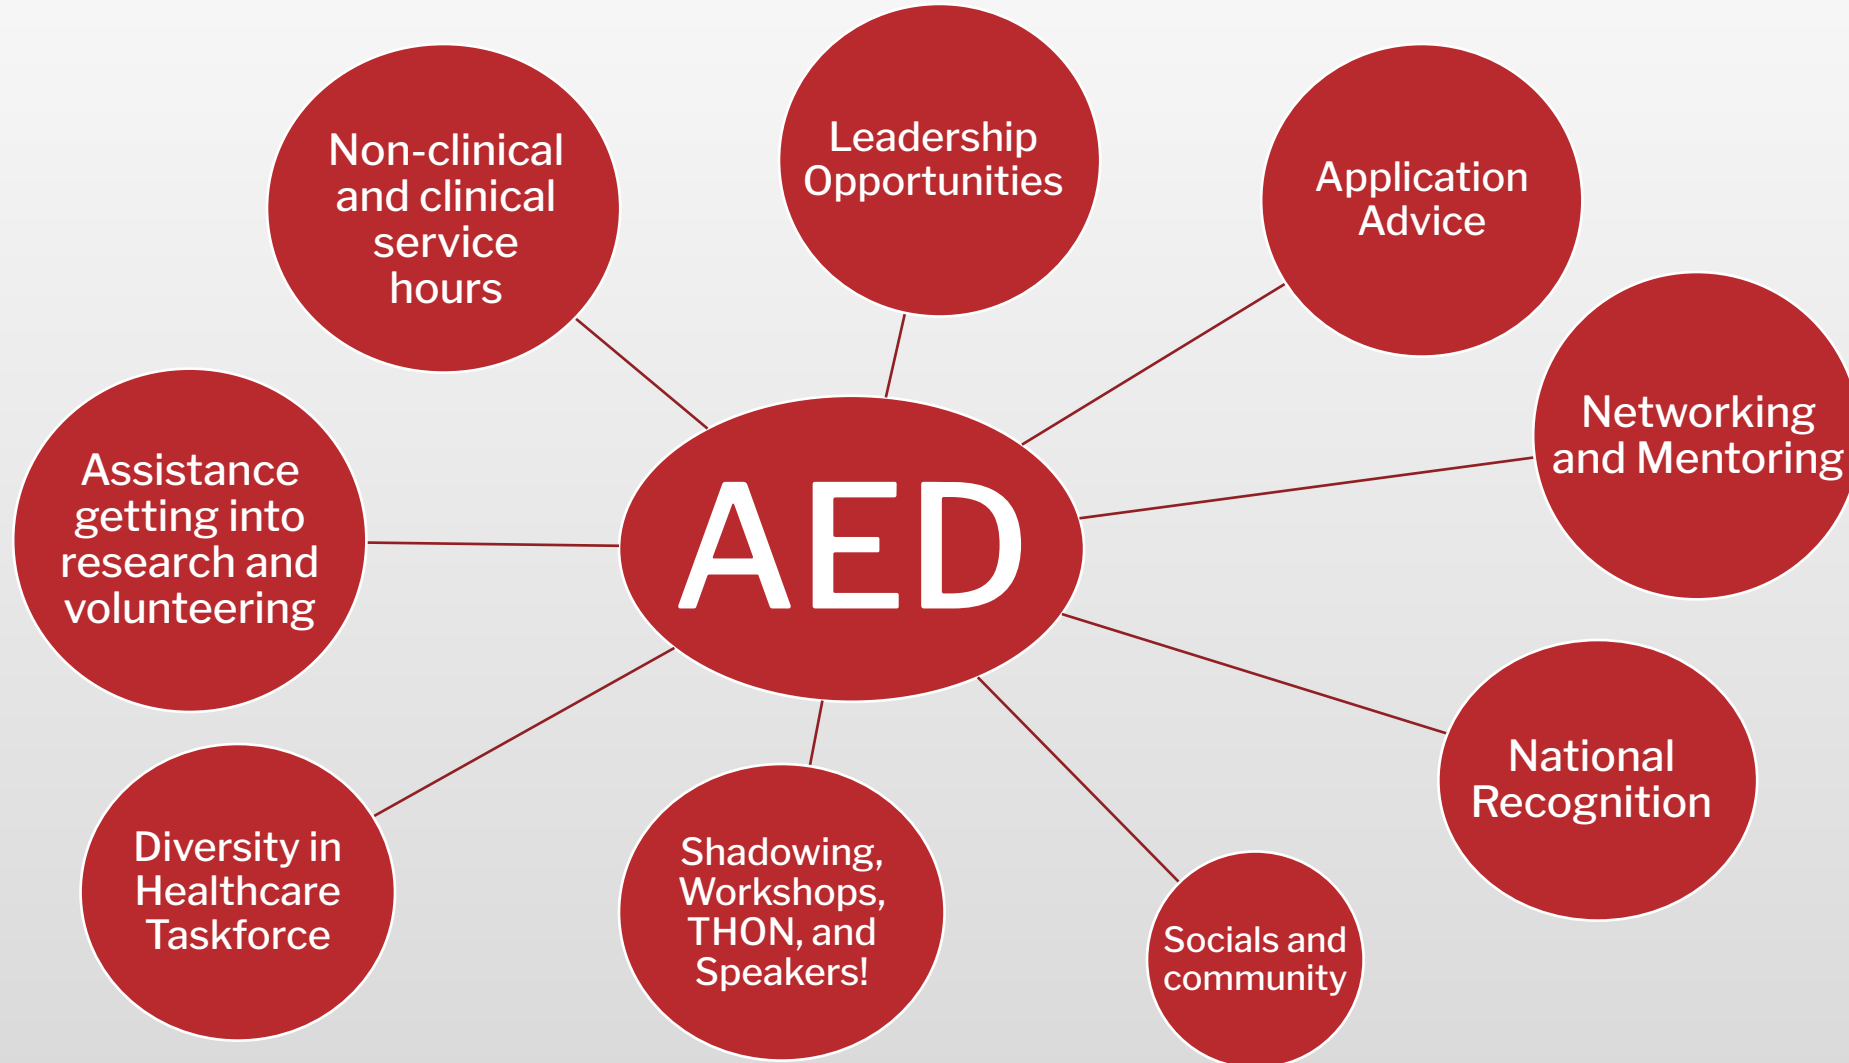 Non-clinical
and clinical
service
hours
Leadership
Opportunities
Application
Advice
Networking
and Mentoring
Assistance
getting into
research and
volunteering
AED
National
Recognition
Diversity in
Healthcare
Taskforce
Shadowing,
Workshops,
THON, and
Speakers!
Socials and
community